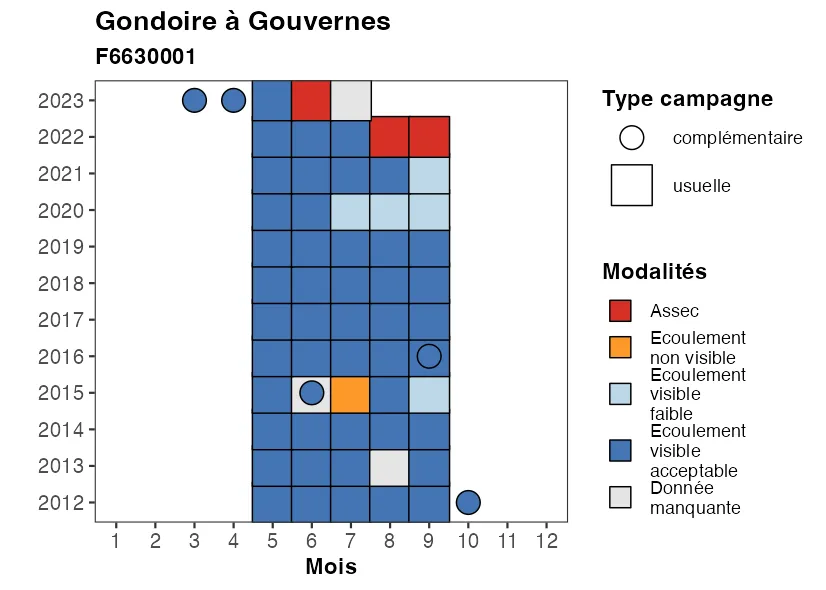 Gondoire à Gouvernes
F6630001
2023
2022
2021
2020
2019
2018
2017
2016
2015
2014
2013
2012
1 2 3 4 5 6 7 8 9 10 11 12
Mois
Type campagne
complémentaire
usuelle
Modalités
Assec
Ecoulement
non visible
Ecoulement
visible
faible
Ecoulement
visible
acceptable
Donnée
manquante